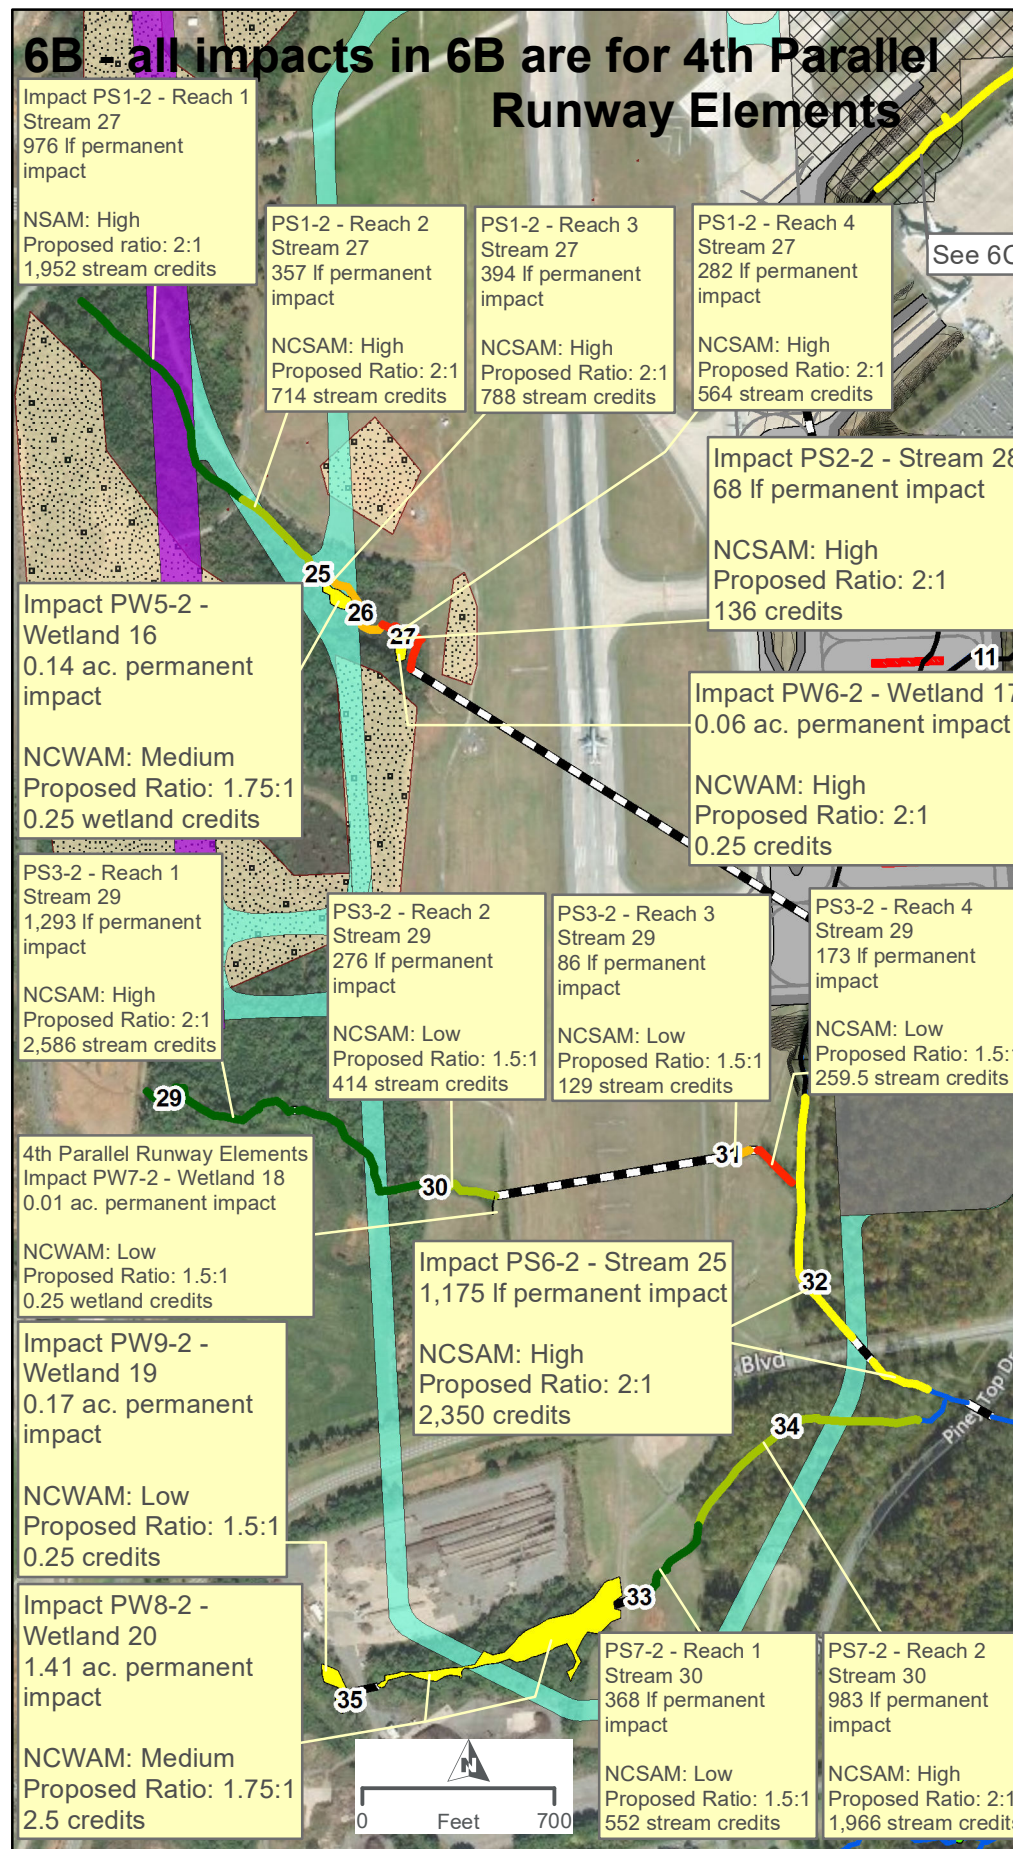 6B - all impacts in 6B are for 4th Parallel
Runway Elements
Impact PS1-2 - Reach 1
Stream 27
976 lf permanent
impact
NSAM: High
Proposed ratio: 2:1
1,952 stream credits
PS1-2 - Reach 2
Stream 27
357 lf permanent
impact
NCSAM: High
Proposed Ratio: 2:1
714 stream credits
PS1-2 - Reach 3
Stream 27
394 lf permanent
impact
NCSAM: High
Proposed Ratio: 2:1
788 stream credits
PS1-2 - Reach 4
Stream 27
282 lf permanent
impact
NCSAM: High
Proposed Ratio: 2:1
564 stream credits
See 6C
Impact PS2-2 - Stream 28
68 lf permanent impact
NCSAM: High
Proposed Ratio: 2:1
136 credits
25
26
27
11
Impact PW5-2 -
Wetland 16
0.14 ac. permanent
impact
NCWAM: Medium
Proposed Ratio: 1.75:1
0.25 wetland credits
Impact PW6-2 - Wetland 17
0.06 ac. permanent impact
NCWAM: High
Proposed Ratio: 2:1
0.25 credits
PS3-2 - Reach 1
Stream 29
1,293 lf permanent
impact
NCSAM: High
Proposed Ratio: 2:1
2,586 stream credits
PS3-2 - Reach 2
Stream 29
276 lf permanent
impact
NCSAM: Low
Proposed Ratio: 1.5:1
414 stream credits
PS3-2 - Reach 3
Stream 29
86 lf permanent
impact
NCSAM: Low
Proposed Ratio: 1.5:1
129 stream credits
PS3-2 - Reach 4
Stream 29
173 lf permanent
impact
NCSAM: Low
Proposed Ratio: 1.5:1
259.5 stream credits
29
30
31
32
4th Parallel Runway Elements
Impact PW7-2 - Wetland 18
0.01 ac. permanent impact
NCWAM: Low
Proposed Ratio: 1.5:1
0.25 wetland credits
Impact PS6-2 - Stream 25
1,175 lf permanent impact
NCSAM: High
Proposed Ratio: 2:1
2,350 credits
Blvd
Piney Top Dr
Impact PW9-2 -
Wetland 19
0.17 ac. permanent
impact
NCWAM: Low
Proposed Ratio: 1.5:1
0.25 credits
34
33
35
Impact PW8-2 -
Wetland 20
1.41 ac. permanent
impact
NCWAM: Medium
Proposed Ratio: 1.75:1
2.5 credits
N
0 Feet 700
PS7-2 - Reach 1
Stream 30
368 lf permanent
impact
NCSAM: Low
Proposed Ratio: 1.5:1
552 stream credits
PS7-2 - Reach 2
Stream 30
983 lf permanent
impact
NCSAM: High
Proposed Ratio: 2:1
1,966 stream credits